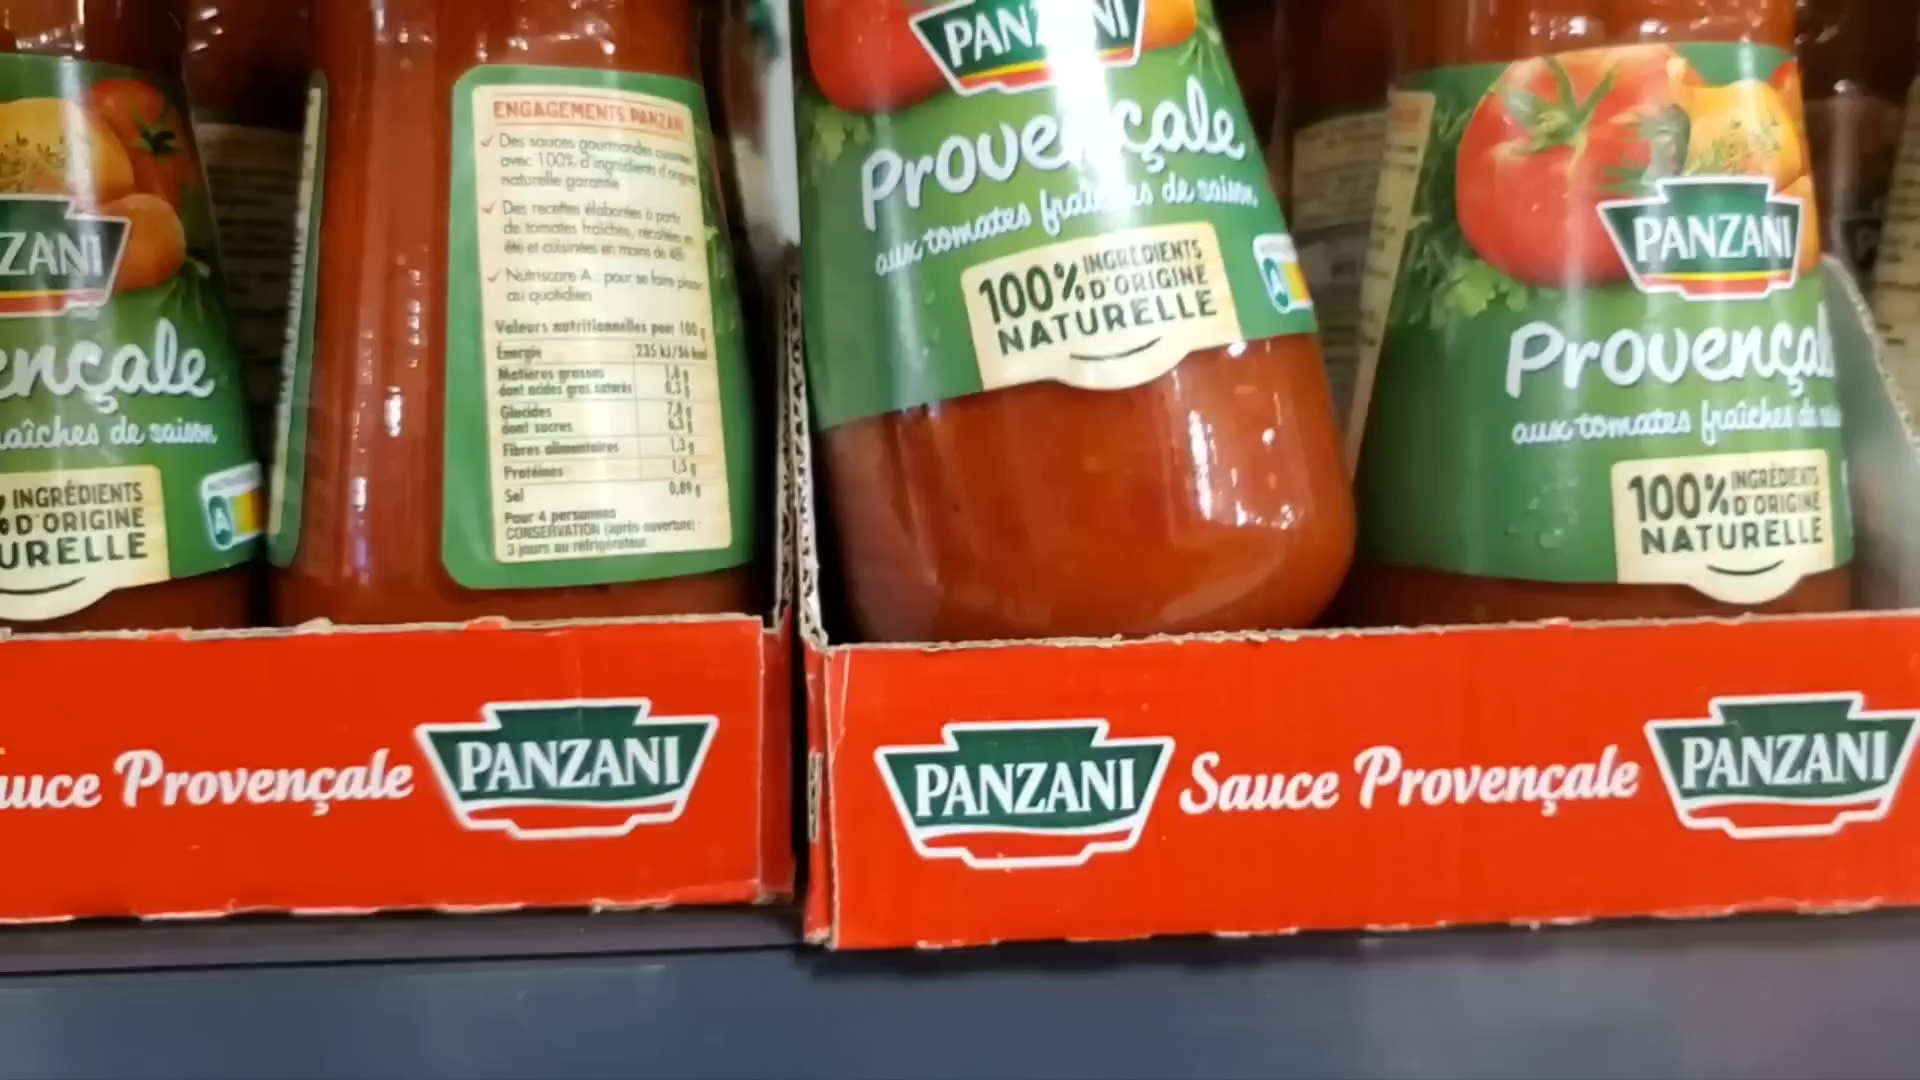 ZANI
ençale
aîches de saison
INGRÉDIENTS
D'ORIGINE
URELLE
A
ENGAGEMENTS PANZANI
Des sauces gourmandes cuisinées
avec 100% d'ingrédients d'origine
naturelle garantie
Des recettes élaborées à partir
de tomates fraîches, récoltées en
été et cuisinées en moins de 48h
Nutriscore A : pour se faire plaisir
au quotidien
Valeurs nutritionnelles pour 100 g
Énergie 235 kJ/56 kcal
Matières grasses 1,8 g
dont acides gras saturés 0,3 g
Glucides 7,8 g
dont sucres 6,3 g
Fibres alimentaires 1,3 g
Protéines 1,5 g
Sel 0,89 g
Pour 4 personnes
CONSERVATION (après ouverture) :
3 jours au réfrigérateur.
PANZANI
Provençale
aux tomates fraîches de saison
100% INGRÉDIENTS
D'ORIGINE
NATURELLE
A
PANZANI
Provençal
aux tomates fraîches de
100% INGRÉDIENTS
D'ORIGINE
NATURELLE
auce Provençale PANZANI
PANZANI Sauce Provençale PANZANI